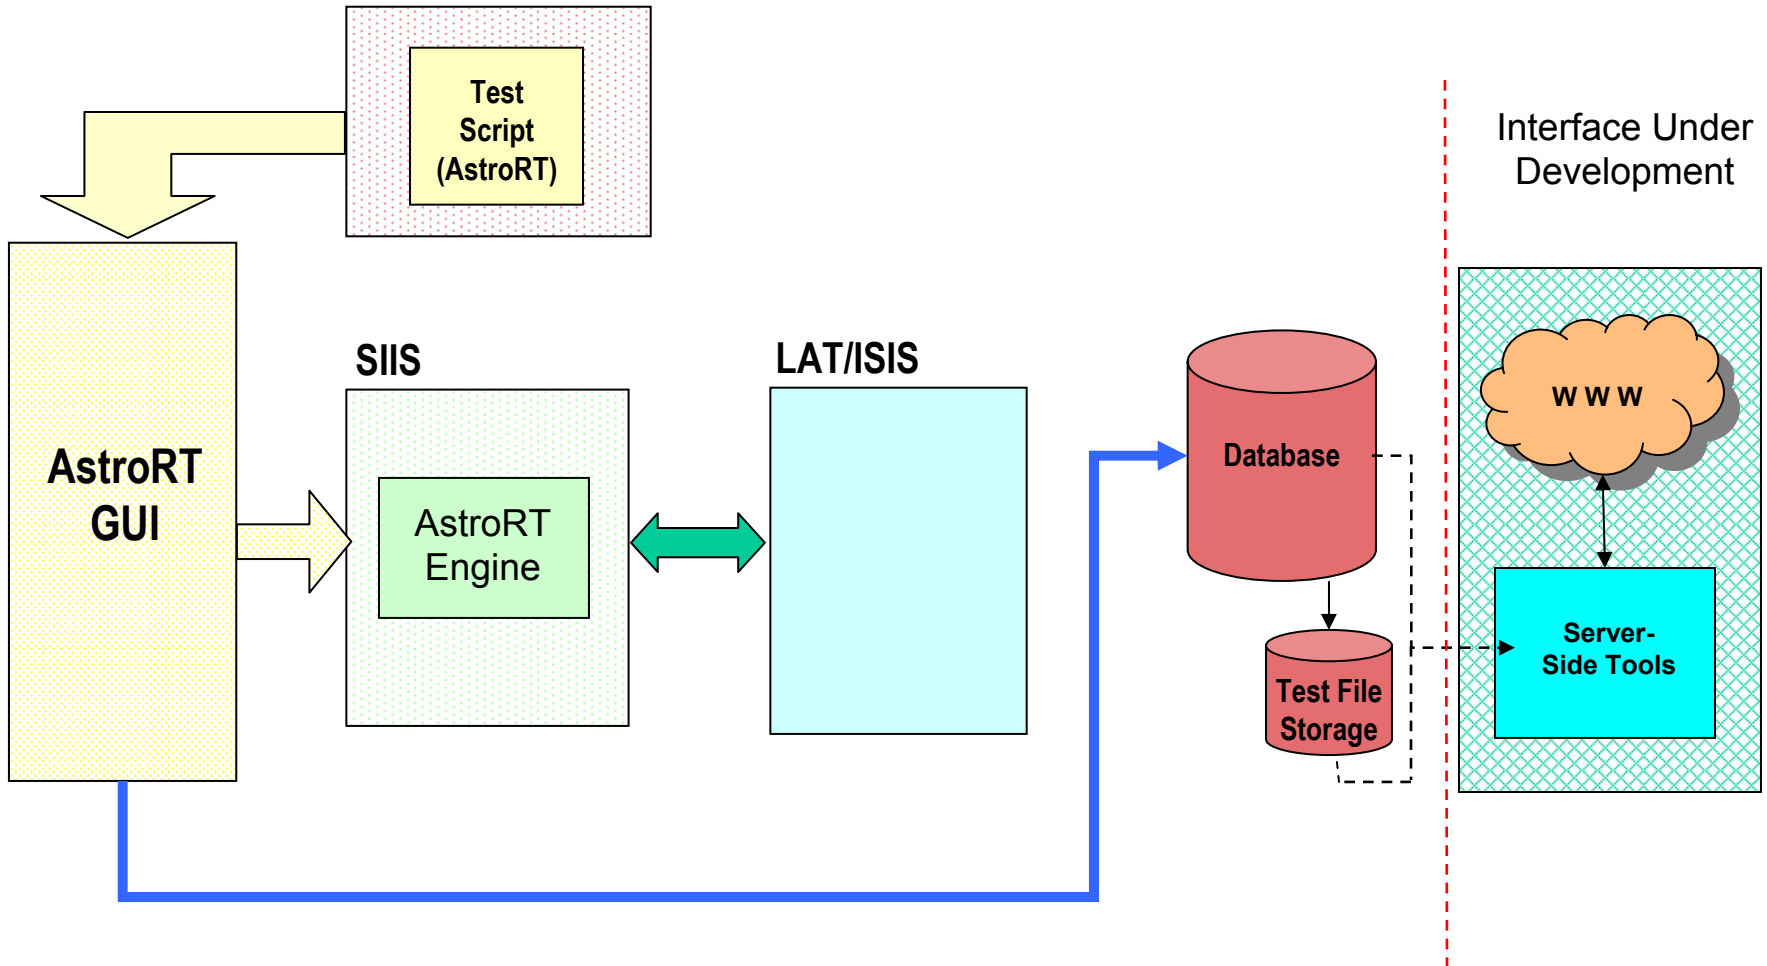 Test
Script
(AstroRT)
Interface Under
Development
SIIS
LAT/ISIS
W W W
AstroRT
GUI
Database
AstroRT
Engine
Server-
Side Tools
Test File
Storage